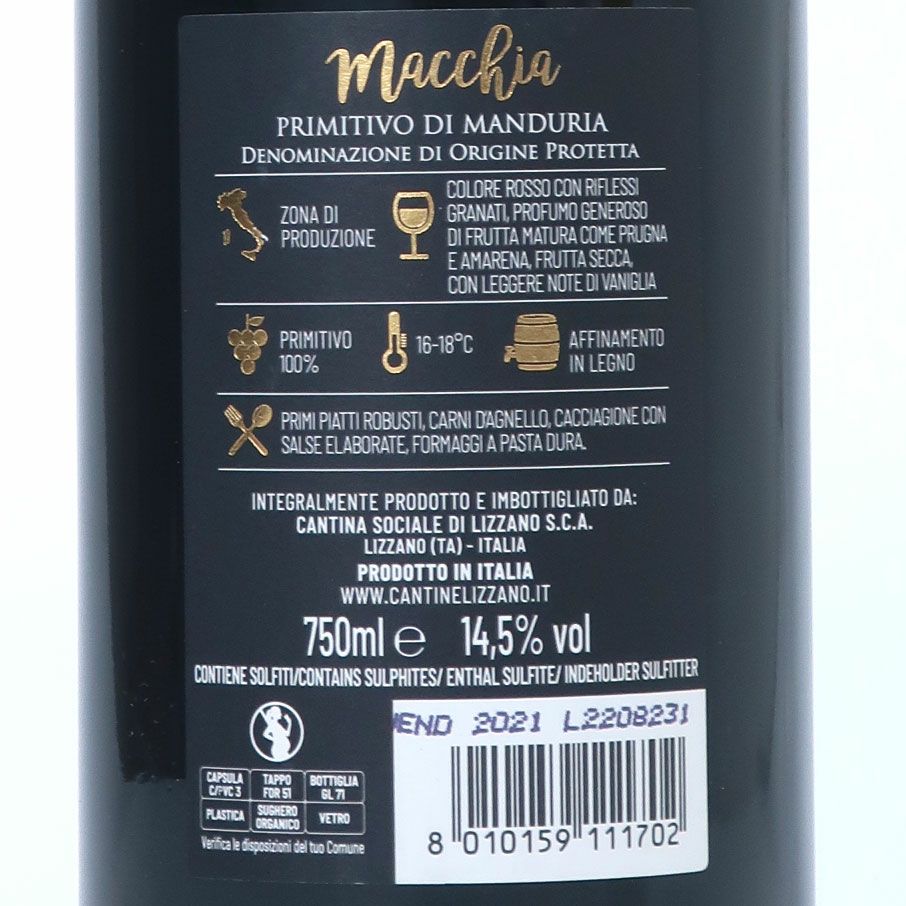 Macchia
PRIMITIVO DI MANDURIA
DENOMINAZIONE DI ORIGINE PROTETTA
ZONA DI
PRODUZIONE
COLORE ROSSO CON RIFLESSI
GRANATI, PROFUMO GENEROSO
DI FRUTTA MATURA COME PRUGNA
E AMARENA, FRUTTA SECCA,
CON LEGGERE NOTE DI VANIGLIA
PRIMITIVO
100%
16-18°C
AFFINAMENTO
IN LEGNO
PRIMI PIATTI ROBUSTI, CARNI D'AGNELLO, CACCIAGIONE CON
SALSE ELABORATE, FORMAGGI A PASTA DURA.
INTEGRALMENTE PRODOTTO E IMBOTTIGLIATO DA:
CANTINA SOCIALE DI LIZZANO S.C.A.
LIZZANO (TA) - ITALIA
PRODOTTO IN ITALIA
WWW.CANTINELIZZANO.IT
750ml e 14,5% vol
CONTIENE SOLFITI/CONTAINS SULPHITES/ ENTHAL SULFITE/ INDEHOLDER SULFITTER
VEND 2021 L2208231
CAPSULA
C/PVC 3
TAPPO
FOR 51
BOTTIGLIA
GL 71
PLASTICA
SUGHERO
ORGANICO
VETRO
Verifica le disposizioni del tuo Comune
8 010159 111702